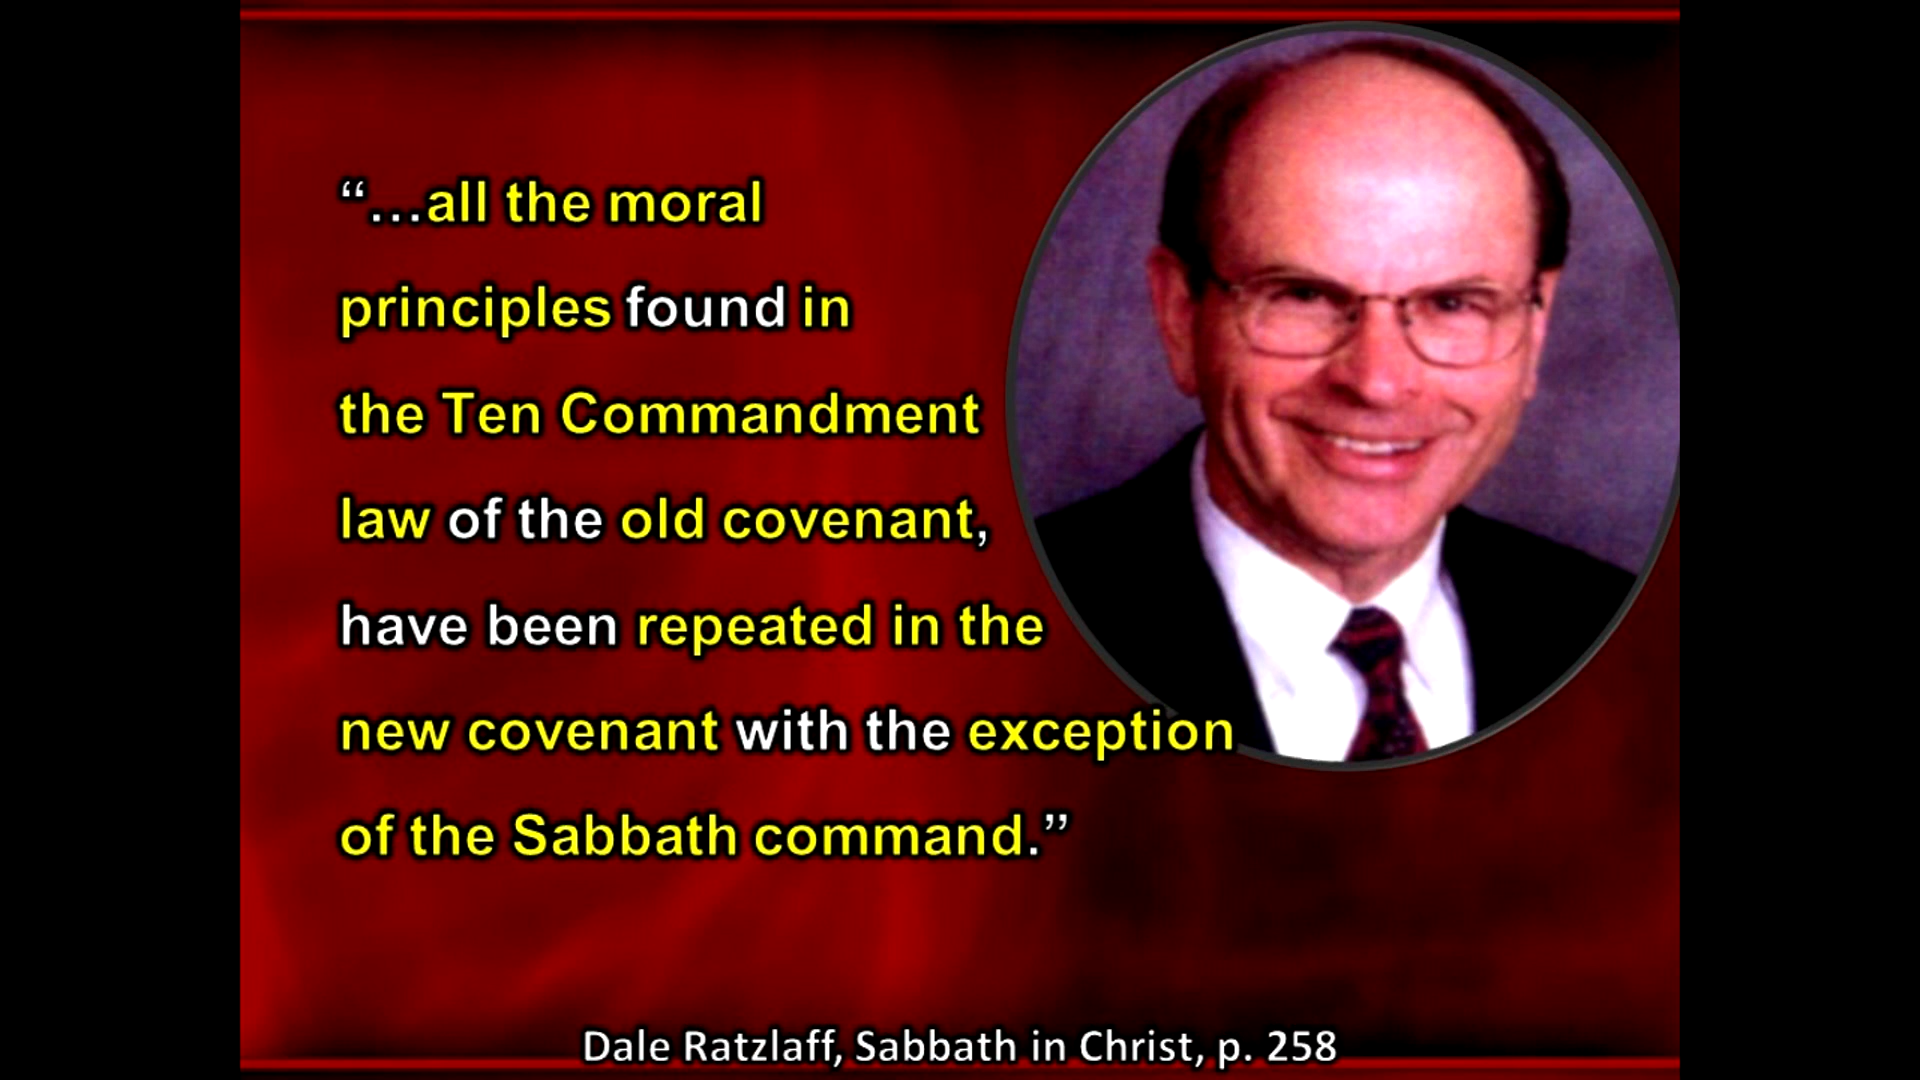 “…all the moral
principles found in
the Ten Commandment
law of the old covenant,
have been repeated in the
new covenant with the exception
of the Sabbath command.”
Dale Ratzlaff, Sabbath in Christ, p. 258